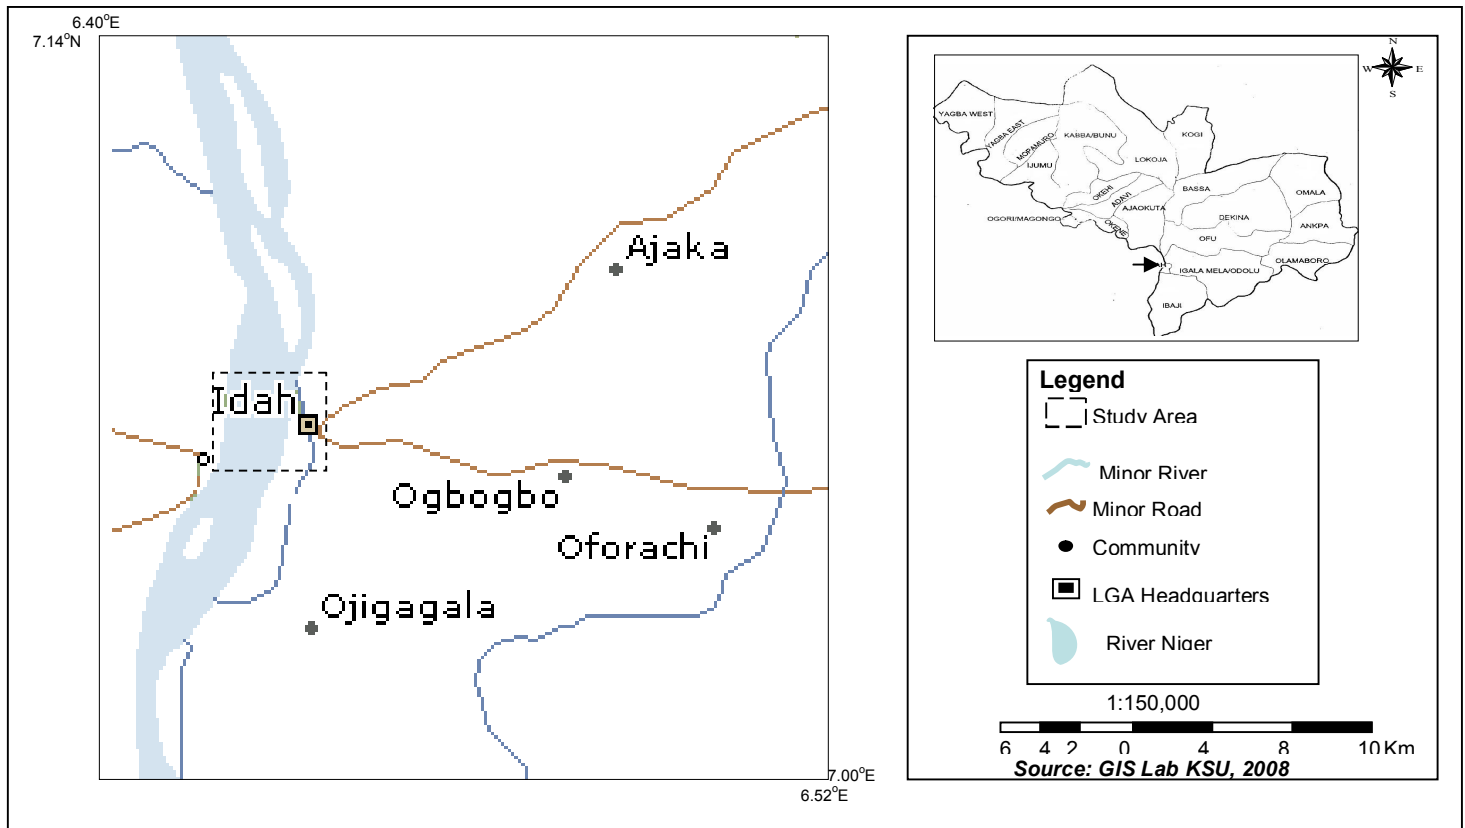 6.40°E
7.14°N
Ajaka
Idah
Ogbogbo
Oforachi
Ojigagala
7.00°E
6.52°E
N
W E
S
YAGBA WEST
YAGBA EAST
MOPAMURO
KABBA/BUNU
KOGI
IJUMU
LOKOJA
OKEHI
ADAVI
BASSA
OMALA
OGORI/MAGONGO
AJAOKUTA
OKENE
DEKINA
ANKPA
OFU
IGALA MELA/ODOLU
OLAMABORO
IBAJI
Legend
Study Area
Minor River
Minor Road
Community
LGA Headquarters
River Niger
1:150,000
6 4 2 0 4 8 10 Km
Source: GIS Lab KSU, 2008